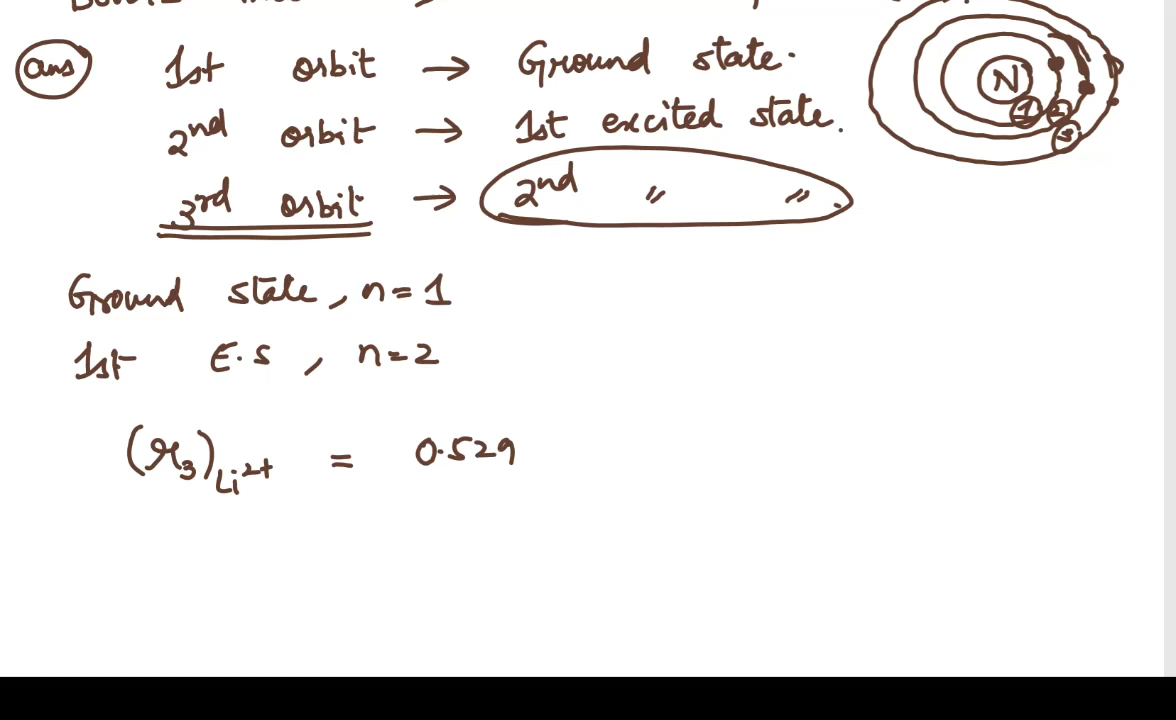 ans 1st orbit → Ground state.
2nd orbit → 1st excited state.
3rd orbit → 2nd " " .
N
1 2
3
Ground state, n=1
1st E.S, n=2
(r₃)Li²⁺ = 0.529